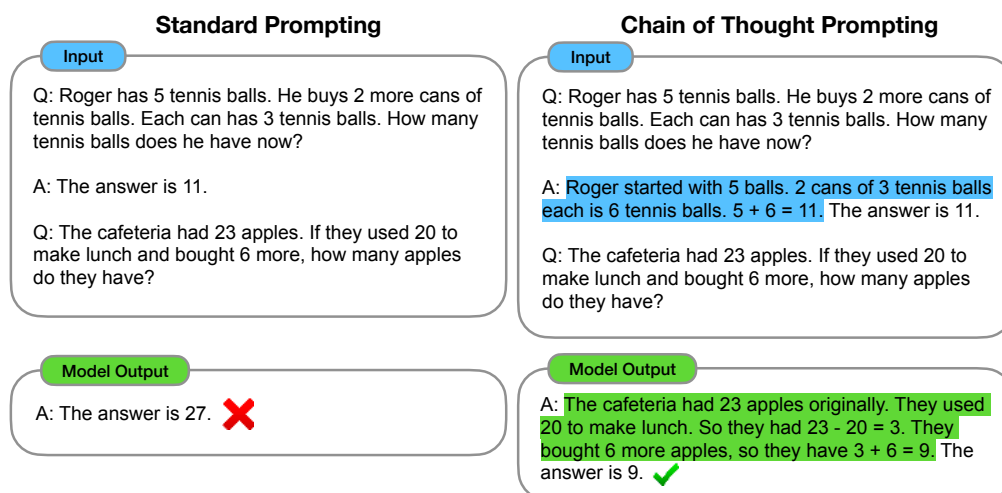 Standard Prompting
Input
Q: Roger has 5 tennis balls. He buys 2 more cans of
tennis balls. Each can has 3 tennis balls. How many
tennis balls does he have now?
A: The answer is 11.
Q: The cafeteria had 23 apples. If they used 20 to
make lunch and bought 6 more, how many apples
do they have?
Model Output
A: The answer is 27.
Chain of Thought Prompting
Input
Q: Roger has 5 tennis balls. He buys 2 more cans of
tennis balls. Each can has 3 tennis balls. How many
tennis balls does he have now?
A: Roger started with 5 balls. 2 cans of 3 tennis balls
each is 6 tennis balls. 5 + 6 = 11. The answer is 11.
Q: The cafeteria had 23 apples. If they used 20 to
make lunch and bought 6 more, how many apples
do they have?
Model Output
A: The cafeteria had 23 apples originally. They used
20 to make lunch. So they had 23 - 20 = 3. They
bought 6 more apples, so they have 3 + 6 = 9. The
answer is 9.